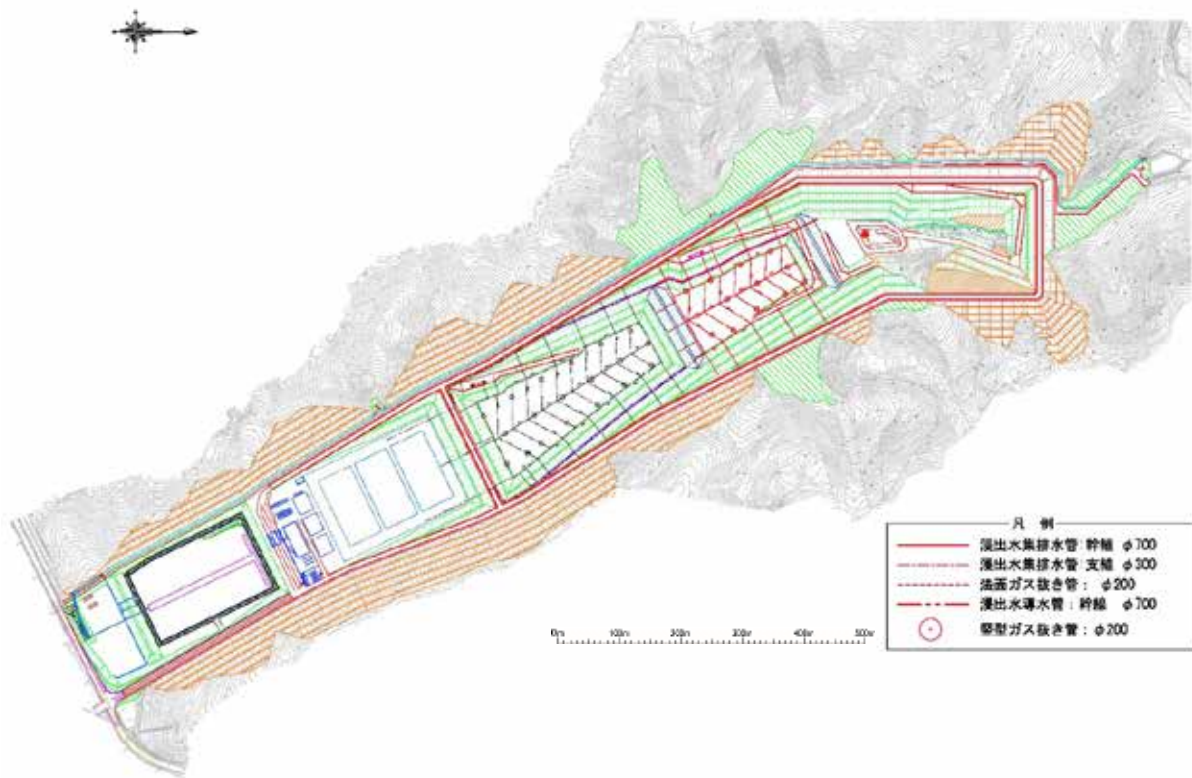 凡 例
浸出水集排水管:幹線 φ700
浸出水集排水管:支線 φ300
法面ガス抜き管: φ200
浸出水導水管:幹線 φ700
竪型ガス抜き管:φ200
0m 100m 200m 300m 400m 500m